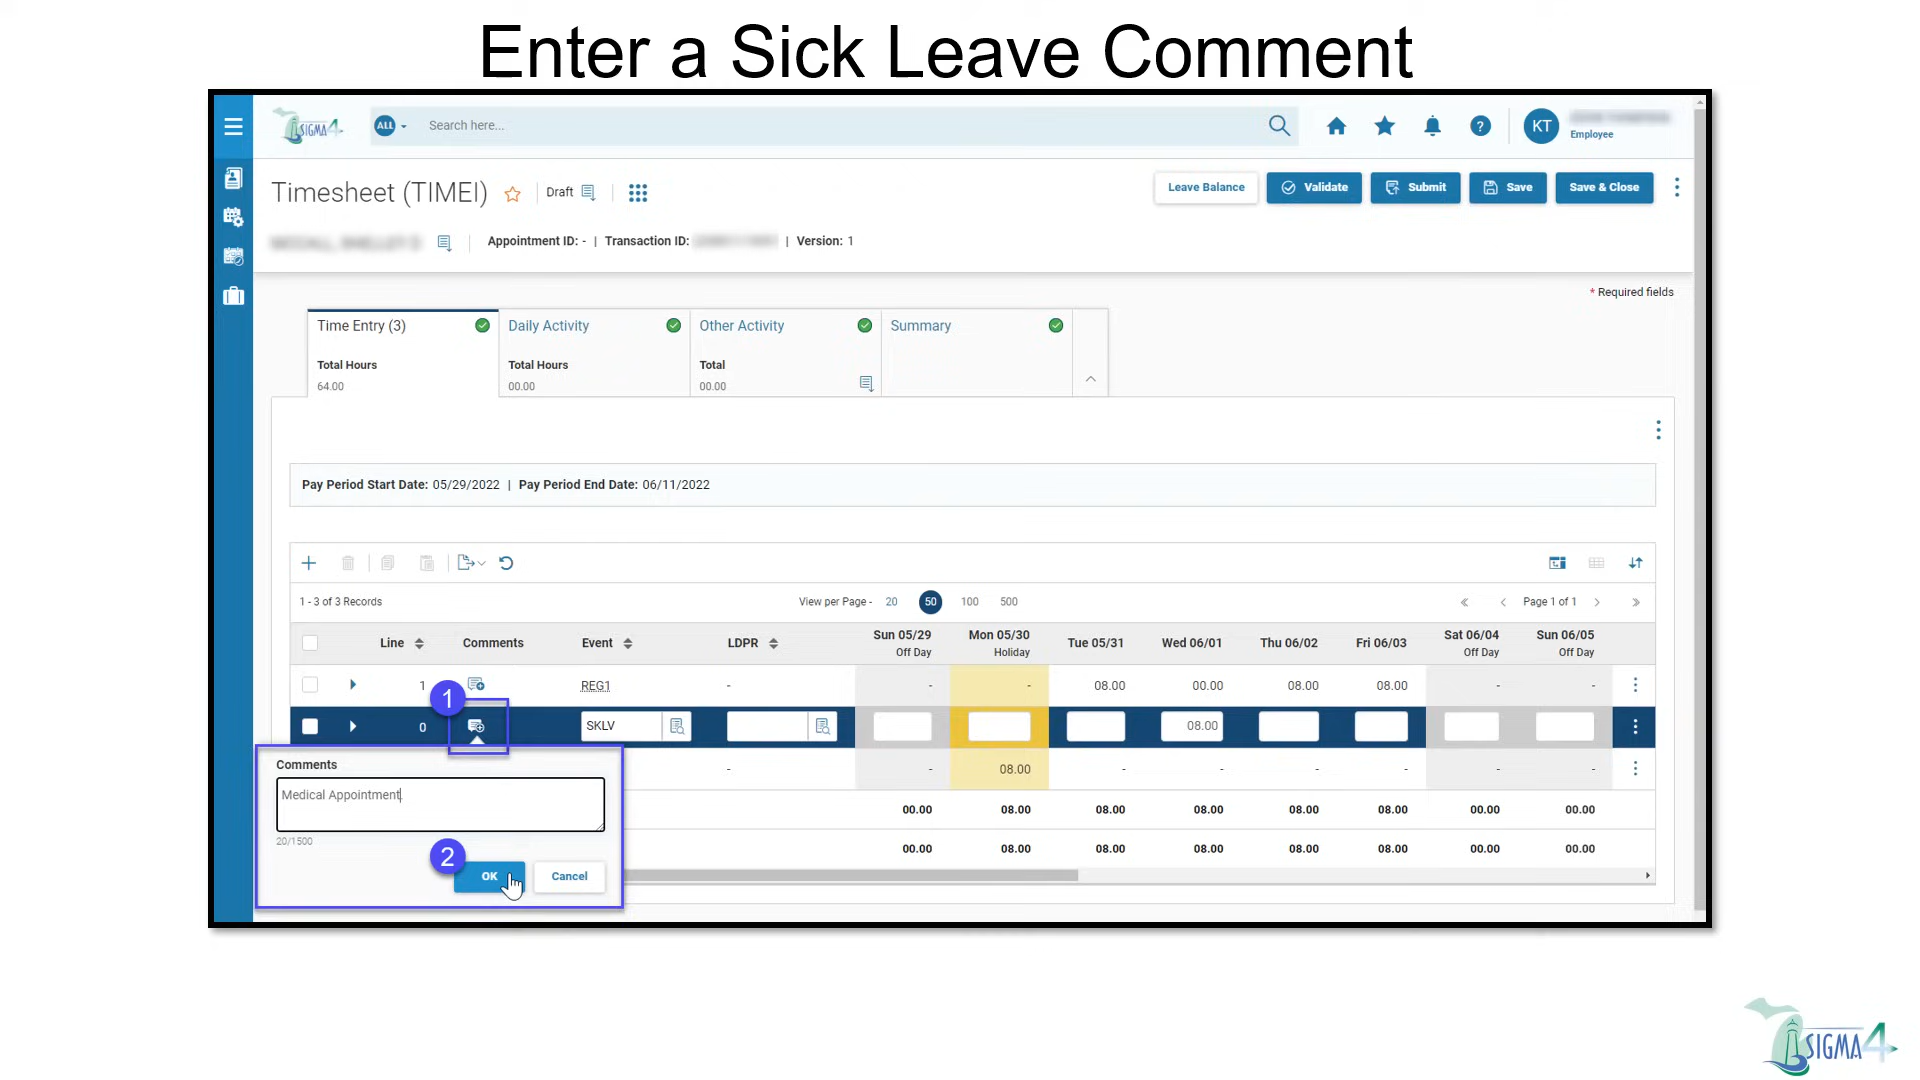 Enter a Sick Leave Comment
SIGMA4 ALL Search here... ? KT Employee
Timesheet (TIMEI) Draft Leave Balance Validate Submit Save Save & Close
Appointment ID: - | Transaction ID: | Version: 1
* Required fields
Time Entry (3) Daily Activity Other Activity Summary
Total Hours Total Hours Total
64.00 00.00 00.00
Pay Period Start Date: 05/29/2022 | Pay Period End Date: 06/11/2022
1 - 3 of 3 Records View per Page - 20 50 100 500 Page 1 of 1
Line Comments Event LDPR Sun 05/29 Mon 05/30 Tue 05/31 Wed 06/01 Thu 06/02 Fri 06/03 Sat 06/04 Sun 06/05
Off Day Holiday Off Day Off Day
1 REG1 - - - 08.00 00.00 08.00 08.00 - -
1
0 SKLV 08.00
- - 08.00 - - - - - -
Comments
Medical Appointment
20/1500
00.00 08.00 08.00 08.00 08.00 08.00 00.00 00.00
00.00 08.00 08.00 08.00 08.00 08.00 00.00 00.00
2
OK Cancel
SIGMA4